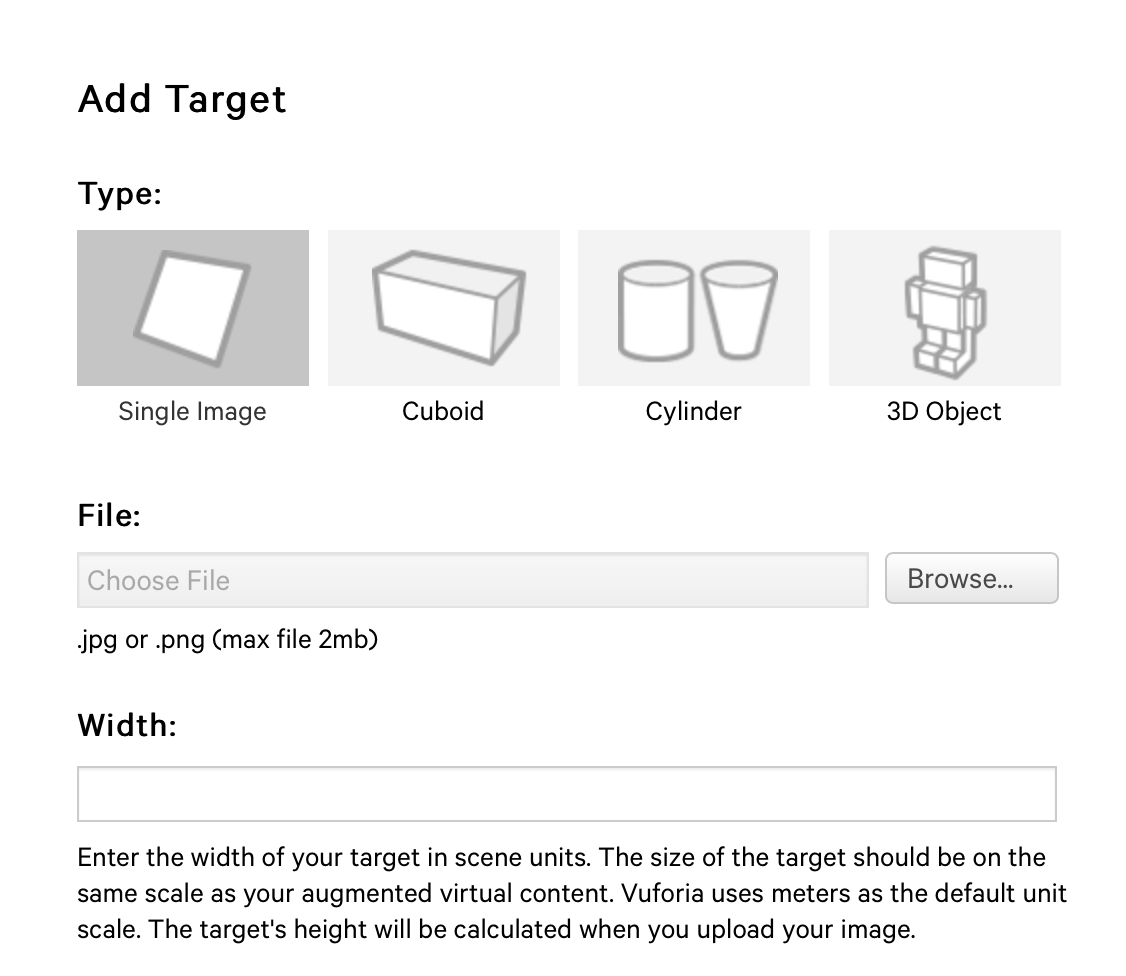 Add Target
Type:
Single Image
Cuboid
Cylinder
3D Object
File:
Choose File
Browse...
.jpg or .png (max file 2mb)
Width:
Enter the width of your target in scene units. The size of the target should be on the
same scale as your augmented virtual content. Vuforia uses meters as the default unit
scale. The target's height will be calculated when you upload your image.